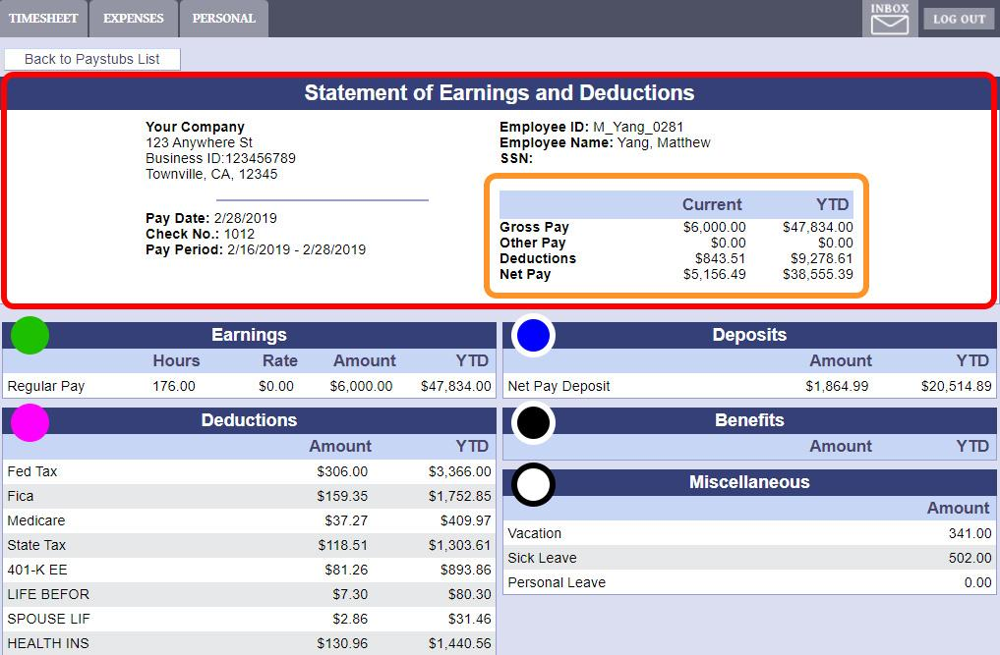 TIMESHEET EXPENSES PERSONAL INBOX LOG OUT
Back to Paystubs List
Statement of Earnings and Deductions
Your Company
123 Anywhere St
Business ID:123456789
Townville, CA, 12345
Pay Date: 2/28/2019
Check No.: 1012
Pay Period: 2/16/2019 - 2/28/2019
Employee ID: M_Yang_0281
Employee Name: Yang, Matthew
SSN:
Current YTD
Gross Pay $6,000.00 $47,834.00
Other Pay $0.00 $0.00
Deductions $843.51 $9,278.61
Net Pay $5,156.49 $38,555.39
Earnings
Hours Rate Amount YTD
Regular Pay 176.00 $0.00 $6,000.00 $47,834.00
Deductions
Amount YTD
Fed Tax $306.00 $3,366.00
Fica $159.35 $1,752.85
Medicare $37.27 $409.97
State Tax $118.51 $1,303.61
401-K EE $81.26 $893.86
LIFE BEFOR $7.30 $80.30
SPOUSE LIF $2.86 $31.46
HEALTH INS $130.96 $1,440.56
Deposits
Amount YTD
Net Pay Deposit $1,864.99 $20,514.89
Benefits
Amount YTD
Miscellaneous
Amount
Vacation 341.00
Sick Leave 502.00
Personal Leave 0.00